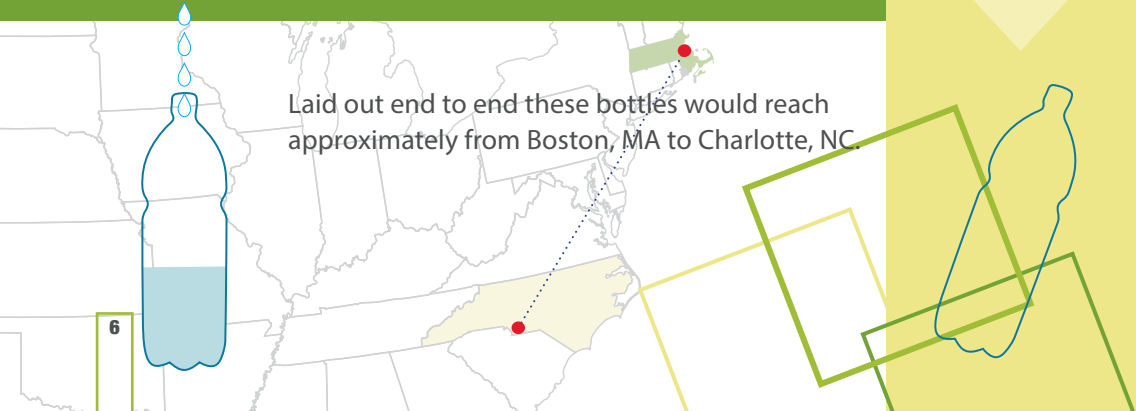 Laid out end to end these bottles would reach
approximately from Boston, MA to Charlotte, NC.
6